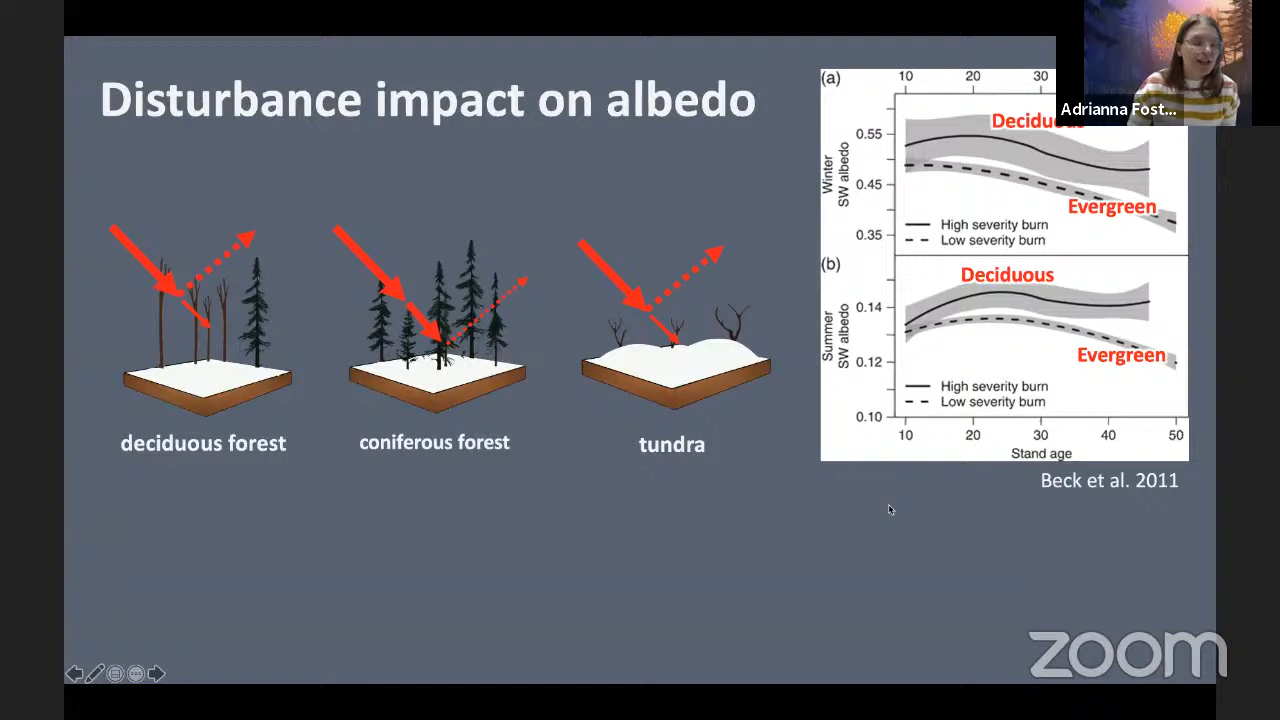 Disturbance impact on albedo
deciduous forest
coniferous forest
tundra
(a)
10
20
30
0.55
0.45
0.35
Winter
SW albedo
Deciduous
Evergreen
High severity burn
Low severity burn
(b)
0.14
0.12
0.10
Summer
SW albedo
Deciduous
Evergreen
High severity burn
Low severity burn
10
20
30
40
50
Stand age
Beck et al. 2011
Adrianna Fost...
zoom